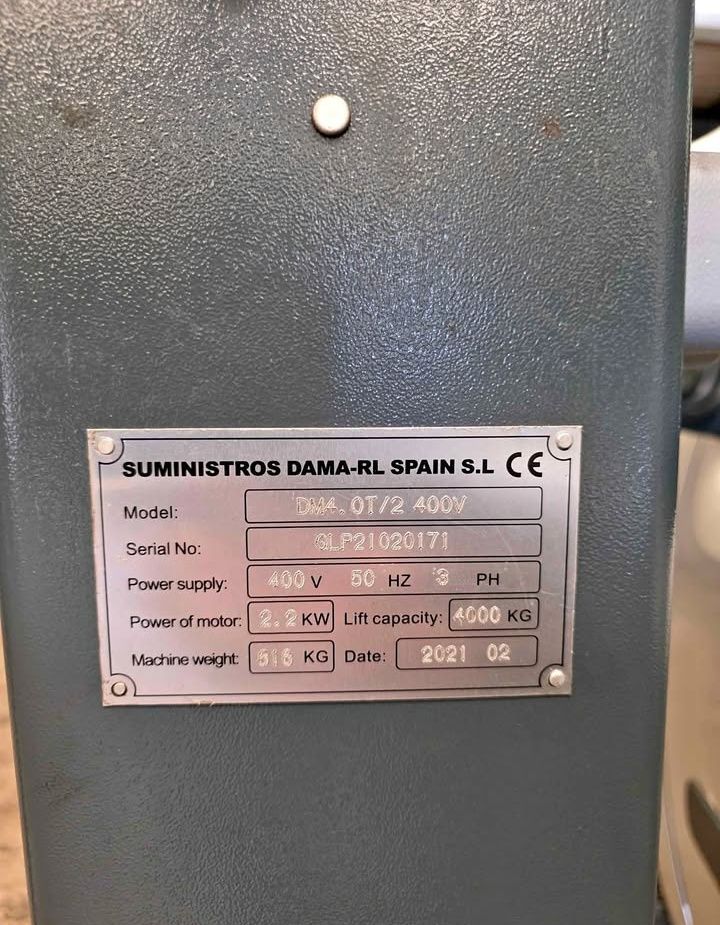 SUMINISTROS DAMA-RL SPAIN S.L CE
Model: DM4.0T/2 400V
Serial No: GLP21020171
Power supply: 400 V 50 HZ 3 PH
Power of motor: 2.2 KW Lift capacity: 4000 KG
Machine weight: 516 KG Date: 2021 02